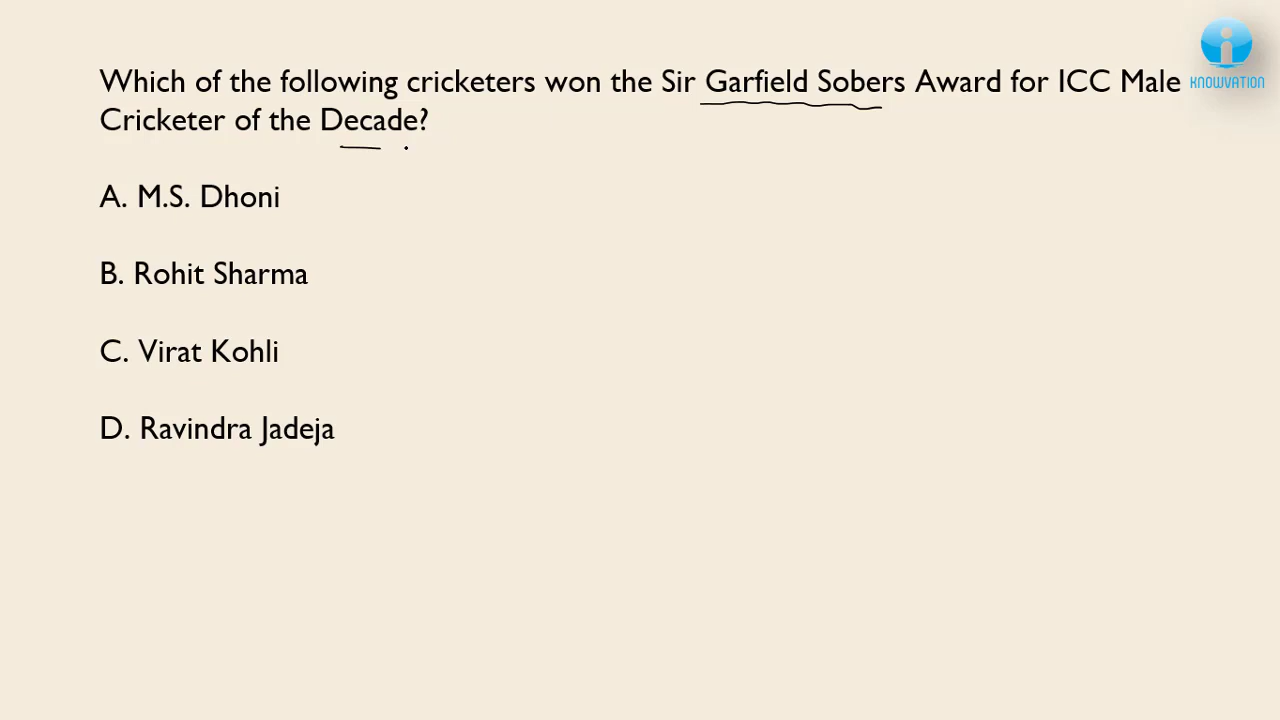 Which of the following cricketers won the Sir Garfield Sobers Award for ICC Male
Cricketer of the Decade?
A. M.S. Dhoni
B. Rohit Sharma
C. Virat Kohli
D. Ravindra Jadeja
i
KNOWVATION